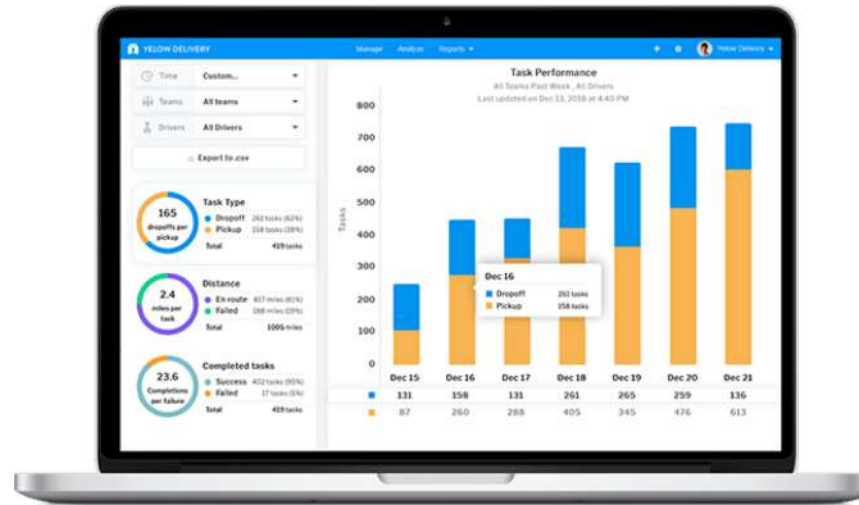 YELOW DELIVERY
Manage Analyze Reports
Yelow Delivery
Time Custom...
Teams All teams
Drivers All Drivers
Export to .csv
165
dropoffs per
pickup
Task Type
Dropoff 261 tasks (62%)
Pickup 158 tasks (38%)
Total 419 tasks
2.4
miles per
task
Distance
En route 817 miles (81%)
Failed 188 miles (19%)
Total 1005 miles
23.6
Completions
per failure
Completed tasks
Success 402 tasks (95%)
Failed 17 tasks (5%)
Total 419 tasks
Task Performance
All Teams Past Week, All Drivers
Last updated on Dec 13, 2018 at 4:40 PM
Tasks
800
700
600
500
400
300
200
100
0
Dec 16
Dropoff 261 tasks
Pickup 158 tasks
Dec 15 Dec 16 Dec 17 Dec 18 Dec 19 Dec 20 Dec 21
131 158 131 261 265 259 136
87 260 288 405 345 476 613